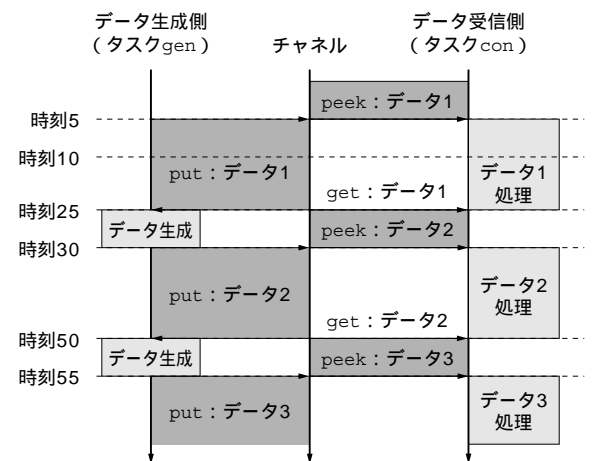 データ生成側
（タスクgen）
チャネル
データ受信側
（タスクcon）
peek：データ1
時刻5
時刻10
put：データ1
データ1
処理
get：データ1
時刻25
データ生成
peek：データ2
時刻30
put：データ2
データ2
処理
get：データ2
時刻50
データ生成
peek：データ3
時刻55
put：データ3
データ3
処理